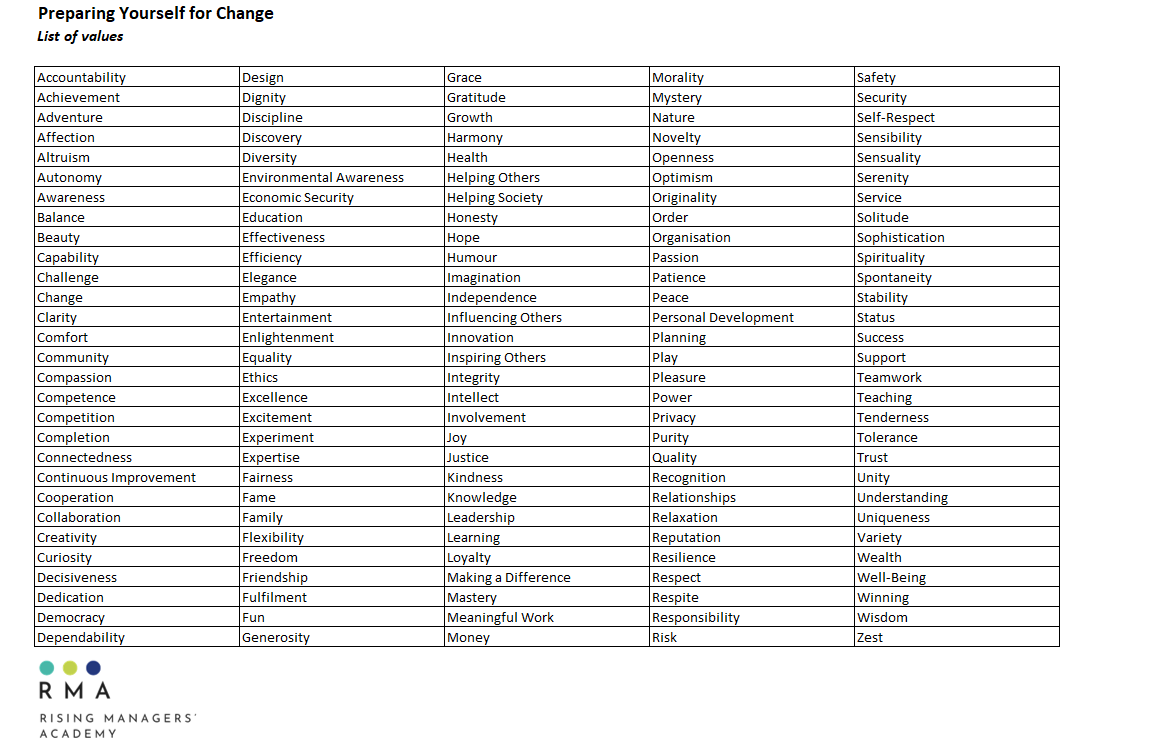 Preparing Yourself for Change
List of values
Accountability Design Grace Morality Safety
Achievement Dignity Gratitude Mystery Security
Adventure Discipline Growth Nature Self-Respect
Affection Discovery Harmony Novelty Sensibility
Altruism Diversity Health Openness Sensuality
Autonomy Environmental Awareness Helping Others Optimism Serenity
Awareness Economic Security Helping Society Originality Service
Balance Education Honesty Order Solitude
Beauty Effectiveness Hope Organisation Sophistication
Capability Efficiency Humour Passion Spirituality
Challenge Elegance Imagination Patience Spontaneity
Change Empathy Independence Peace Stability
Clarity Entertainment Influencing Others Personal Development Status
Comfort Enlightenment Innovation Planning Success
Community Equality Inspiring Others Play Support
Compassion Ethics Integrity Pleasure Teamwork
Competence Excellence Intellect Power Teaching
Competition Excitement Involvement Privacy Tenderness
Completion Experiment Joy Purity Tolerance
Connectedness Expertise Justice Quality Trust
Continuous Improvement Fairness Kindness Recognition Unity
Cooperation Fame Knowledge Relationships Understanding
Collaboration Family Leadership Relaxation Uniqueness
Creativity Flexibility Learning Reputation Variety
Curiosity Freedom Loyalty Resilience Wealth
Decisiveness Friendship Making a Difference Respect Well-Being
Dedication Fulfilment Mastery Respite Winning
Democracy Fun Meaningful Work Responsibility Wisdom
Dependability Generosity Money Risk Zest
RMA
RISING MANAGERS'
ACADEMY